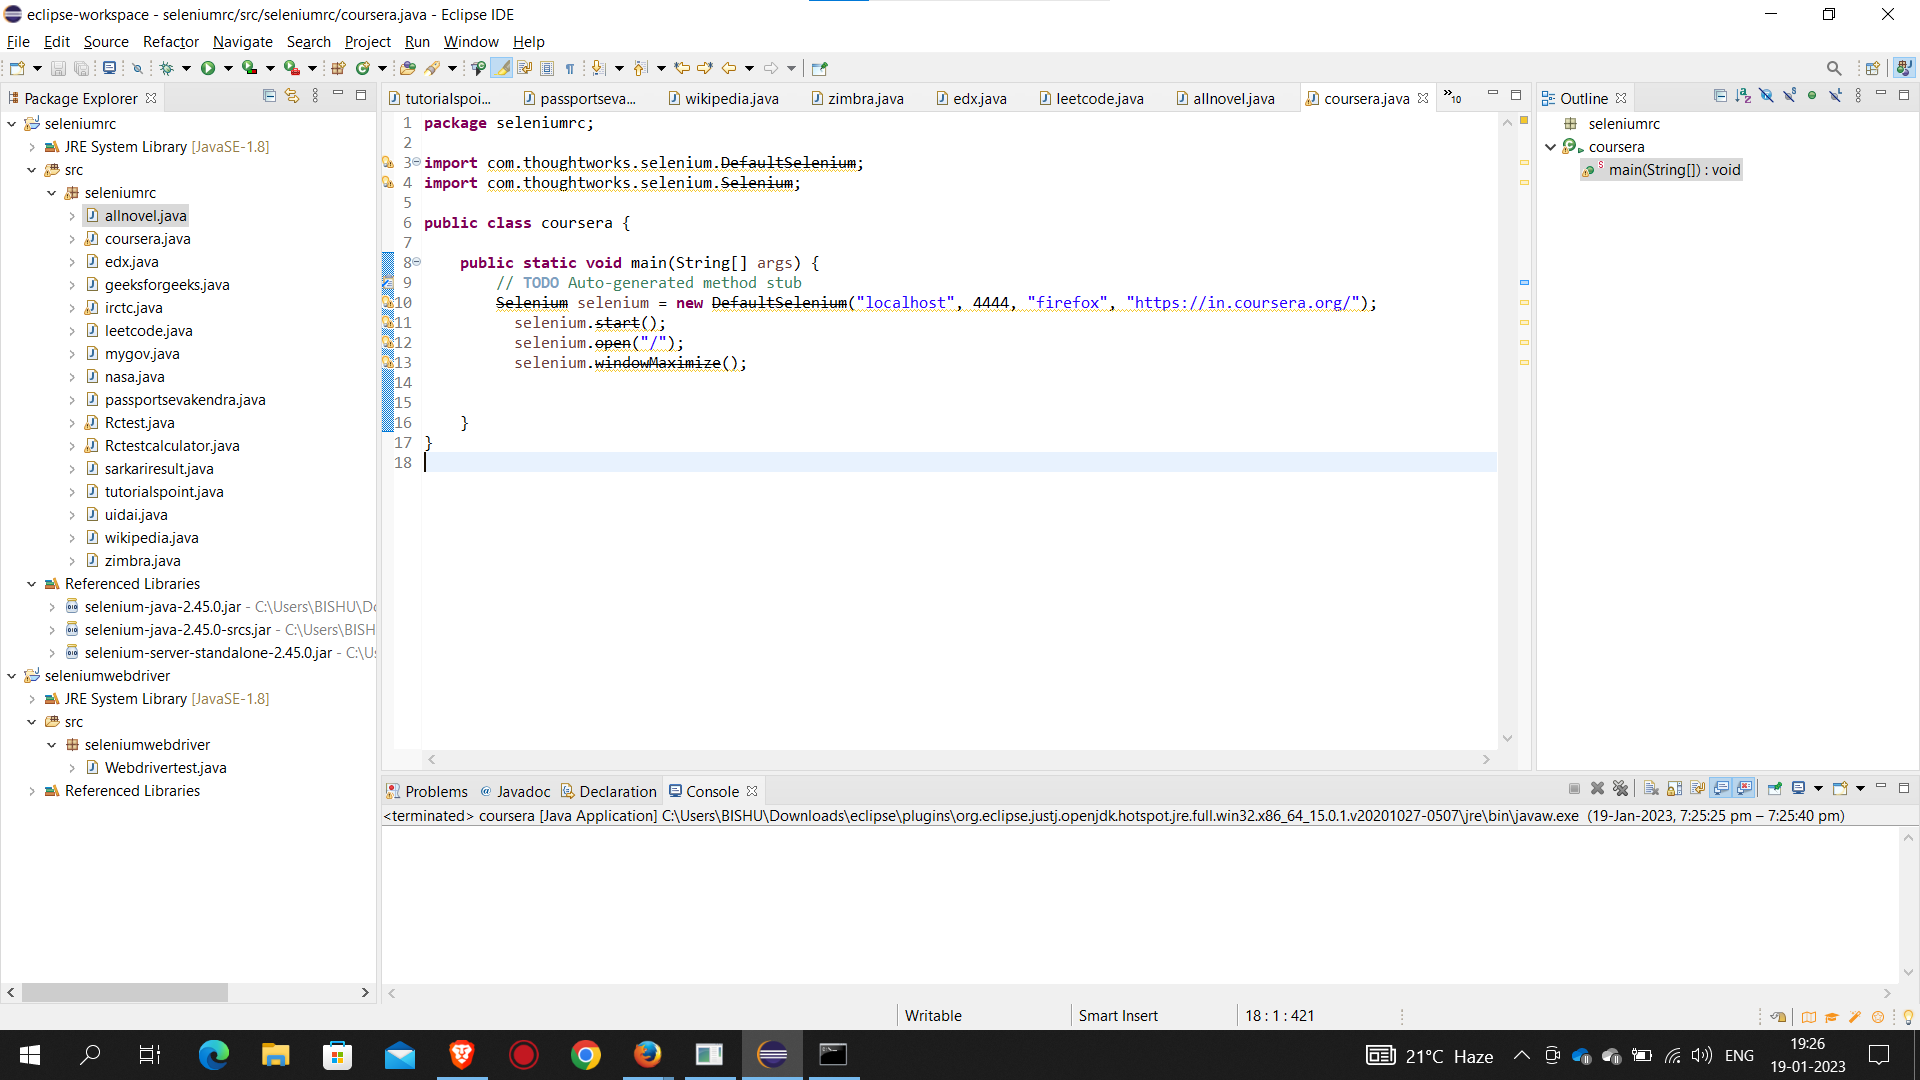 eclipse-workspace - seleniumrc/src/seleniumrc/coursera.java - Eclipse IDE
File Edit Source Refactor Navigate Search Project Run Window Help
Package Explorer
seleniumrc
JRE System Library [JavaSE-1.8]
src
seleniumrc
allnovel.java
coursera.java
edx.java
geeksforgeeks.java
irctc.java
leetcode.java
mygov.java
nasa.java
passportsevakendra.java
Rctest.java
Rctestcalculator.java
sarkariresult.java
tutorialspoint.java
uidai.java
wikipedia.java
zimbra.java
Referenced Libraries
selenium-java-2.45.0.jar - C:\Users\BISHU\Do
selenium-java-2.45.0-srcs.jar - C:\Users\BISH
selenium-server-standalone-2.45.0.jar - C:\Us
seleniumwebdriver
JRE System Library [JavaSE-1.8]
src
seleniumwebdriver
Webdrivertest.java
Referenced Libraries
tutorialspoi... passportseva... wikipedia.java zimbra.java edx.java leetcode.java allnovel.java coursera.java »10
1 package seleniumrc;
2
3 import com.thoughtworks.selenium.DefaultSelenium;
4 import com.thoughtworks.selenium.Selenium;
5
6 public class coursera {
7
8 public static void main(String[] args) {
9 // TODO Auto-generated method stub
10 Selenium selenium = new DefaultSelenium("localhost", 4444, "firefox", "https://in.coursera.org/");
11 selenium.start();
12 selenium.open("/");
13 selenium.windowMaximize();
14
15
16 }
17 }
18
Outline
seleniumrc
coursera
main(String[]) : void
Problems @ Javadoc Declaration Console
<terminated> coursera [Java Application] C:\Users\BISHU\Downloads\eclipse\plugins\org.eclipse.justj.openjdk.hotspot.jre.full.win32.x86_64_15.0.1.v20201027-0507\jre\bin\javaw.exe (19-Jan-2023, 7:25:25 pm – 7:25:40 pm)
Writable Smart Insert 18 : 1 : 421
21°C Haze ENG
19:26
19-01-2023